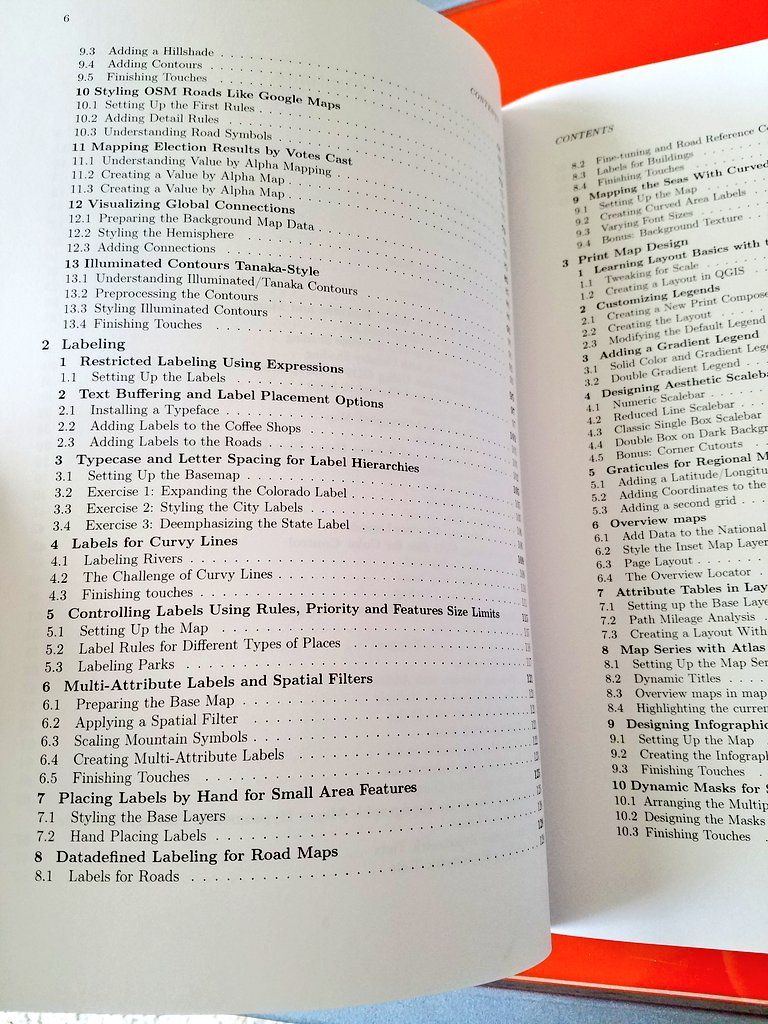 6
CONTENTS
9.3 Adding a Hillshade
9.4 Adding Contours
9.5 Finishing Touches
10 Styling OSM Roads Like Google Maps
10.1 Setting Up the First Rules
10.2 Adding Detail Rules
10.3 Understanding Road Symbols
11 Mapping Election Results by Votes Cast
11.1 Understanding Value by Alpha Mapping
11.2 Creating a Value by Alpha Map
11.3 Creating a Value by Alpha Map
12 Visualizing Global Connections
12.1 Preparing the Background Map Data
12.2 Styling the Hemisphere
12.3 Adding Connections
13 Illuminated Contours Tanaka-Style
13.1 Understanding Illuminated/Tanaka Contours
13.2 Preprocessing the Contours
13.3 Styling Illuminated Contours
13.4 Finishing Touches
2 Labeling
1 Restricted Labeling Using Expressions
1.1 Setting Up the Labels
2 Text Buffering and Label Placement Options
2.1 Installing a Typeface
2.2 Adding Labels to the Coffee Shops
2.3 Adding Labels to the Roads
3 Typecase and Letter Spacing for Label Hierarchies
3.1 Setting Up the Basemap
3.2 Exercise 1: Expanding the Colorado Label
3.3 Exercise 2: Styling the City Labels
3.4 Exercise 3: Deemphasizing the State Label
4 Labels for Curvy Lines
4.1 Labeling Rivers
4.2 The Challenge of Curvy Lines
4.3 Finishing touches
5 Controlling Labels Using Rules, Priority and Features Size Limits
5.1 Setting Up the Map
5.2 Label Rules for Different Types of Places
5.3 Labeling Parks
6 Multi-Attribute Labels and Spatial Filters
6.1 Preparing the Base Map
6.2 Applying a Spatial Filter
6.3 Scaling Mountain Symbols
6.4 Creating Multi-Attribute Labels
6.5 Finishing Touches
7 Placing Labels by Hand for Small Area Features
7.1 Styling the Base Layers
7.2 Hand Placing Labels
8 Datadefined Labeling for Road Maps
8.1 Labels for Roads
CONTENTS
8.2 Fine-tuning and Road Reference
8.3 Labels for Buildings
8.4 Finishing Touches
9 Mapping the Seas With Curved
9.1 Setting Up the Map
9.2 Creating Curved Area Labels
9.3 Varying Font Sizes
9.4 Bonus: Background Texture
3 Print Map Design
1 Learning Layout Basics with
1.1 Tweaking for Scale
1.2 Creating a Layout in QGIS
2 Customizing Legends
2.1 Creating a New Print Compose
2.2 Creating the Layout
2.3 Modifying the Default Legend
3 Adding a Gradient Legend
3.1 Solid Color and Gradient Lege
3.2 Double Gradient Legend
4 Designing Aesthetic Scaleba
4.1 Numeric Scalebar
4.2 Reduced Line Scalebar
4.3 Classic Single Box Scalebar
4.4 Double Box on Dark Backgr
4.5 Bonus: Corner Cutouts
5 Graticules for Regional M
5.1 Adding a Latitude/Longitu
5.2 Adding Coordinates to the
5.3 Adding a second grid
6 Overview maps
6.1 Add Data to the National
6.2 Style the Inset Map Layer
6.3 Page Layout
6.4 The Overview Locator
7 Attribute Tables in Lay
7.1 Setting up the Base Laye
7.2 Path Mileage Analysis
7.3 Creating a Layout With
8 Map Series with Atlas
8.1 Setting Up the Map Ser
8.2 Dynamic Titles
8.3 Overview maps in map
8.4 Highlighting the curren
9 Designing Infographic
9.1 Setting Up the Map
9.2 Creating the Infograph
9.3 Finishing Touches
10 Dynamic Masks for
10.1 Arranging the Multip
10.2 Designing the Masks
10.3 Finishing Touches